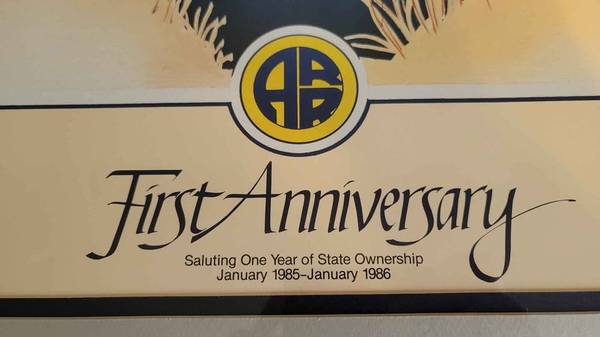 ARR
First Anniversary
Saluting One Year of State Ownership
January 1985–January 1986